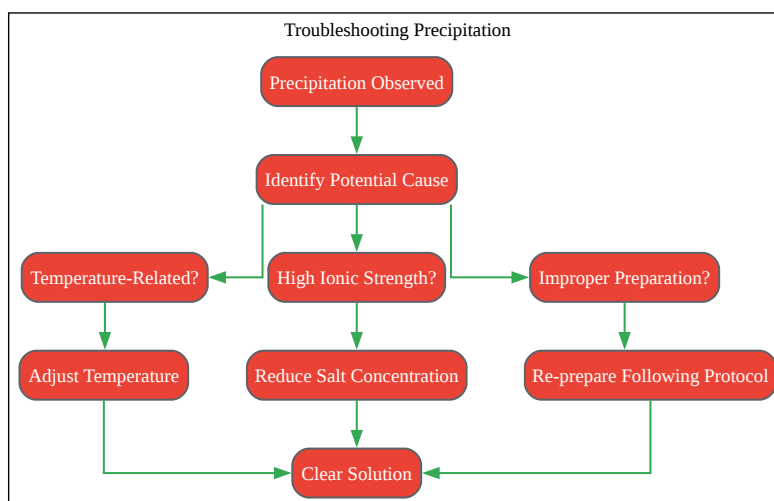 Troubleshooting Precipitation
Precipitation Observed
Identify Potential Cause
Temperature-Related?
High Ionic Strength?
Improper Preparation?
Adjust Temperature
Reduce Salt Concentration
Re-prepare Following Protocol
Clear Solution